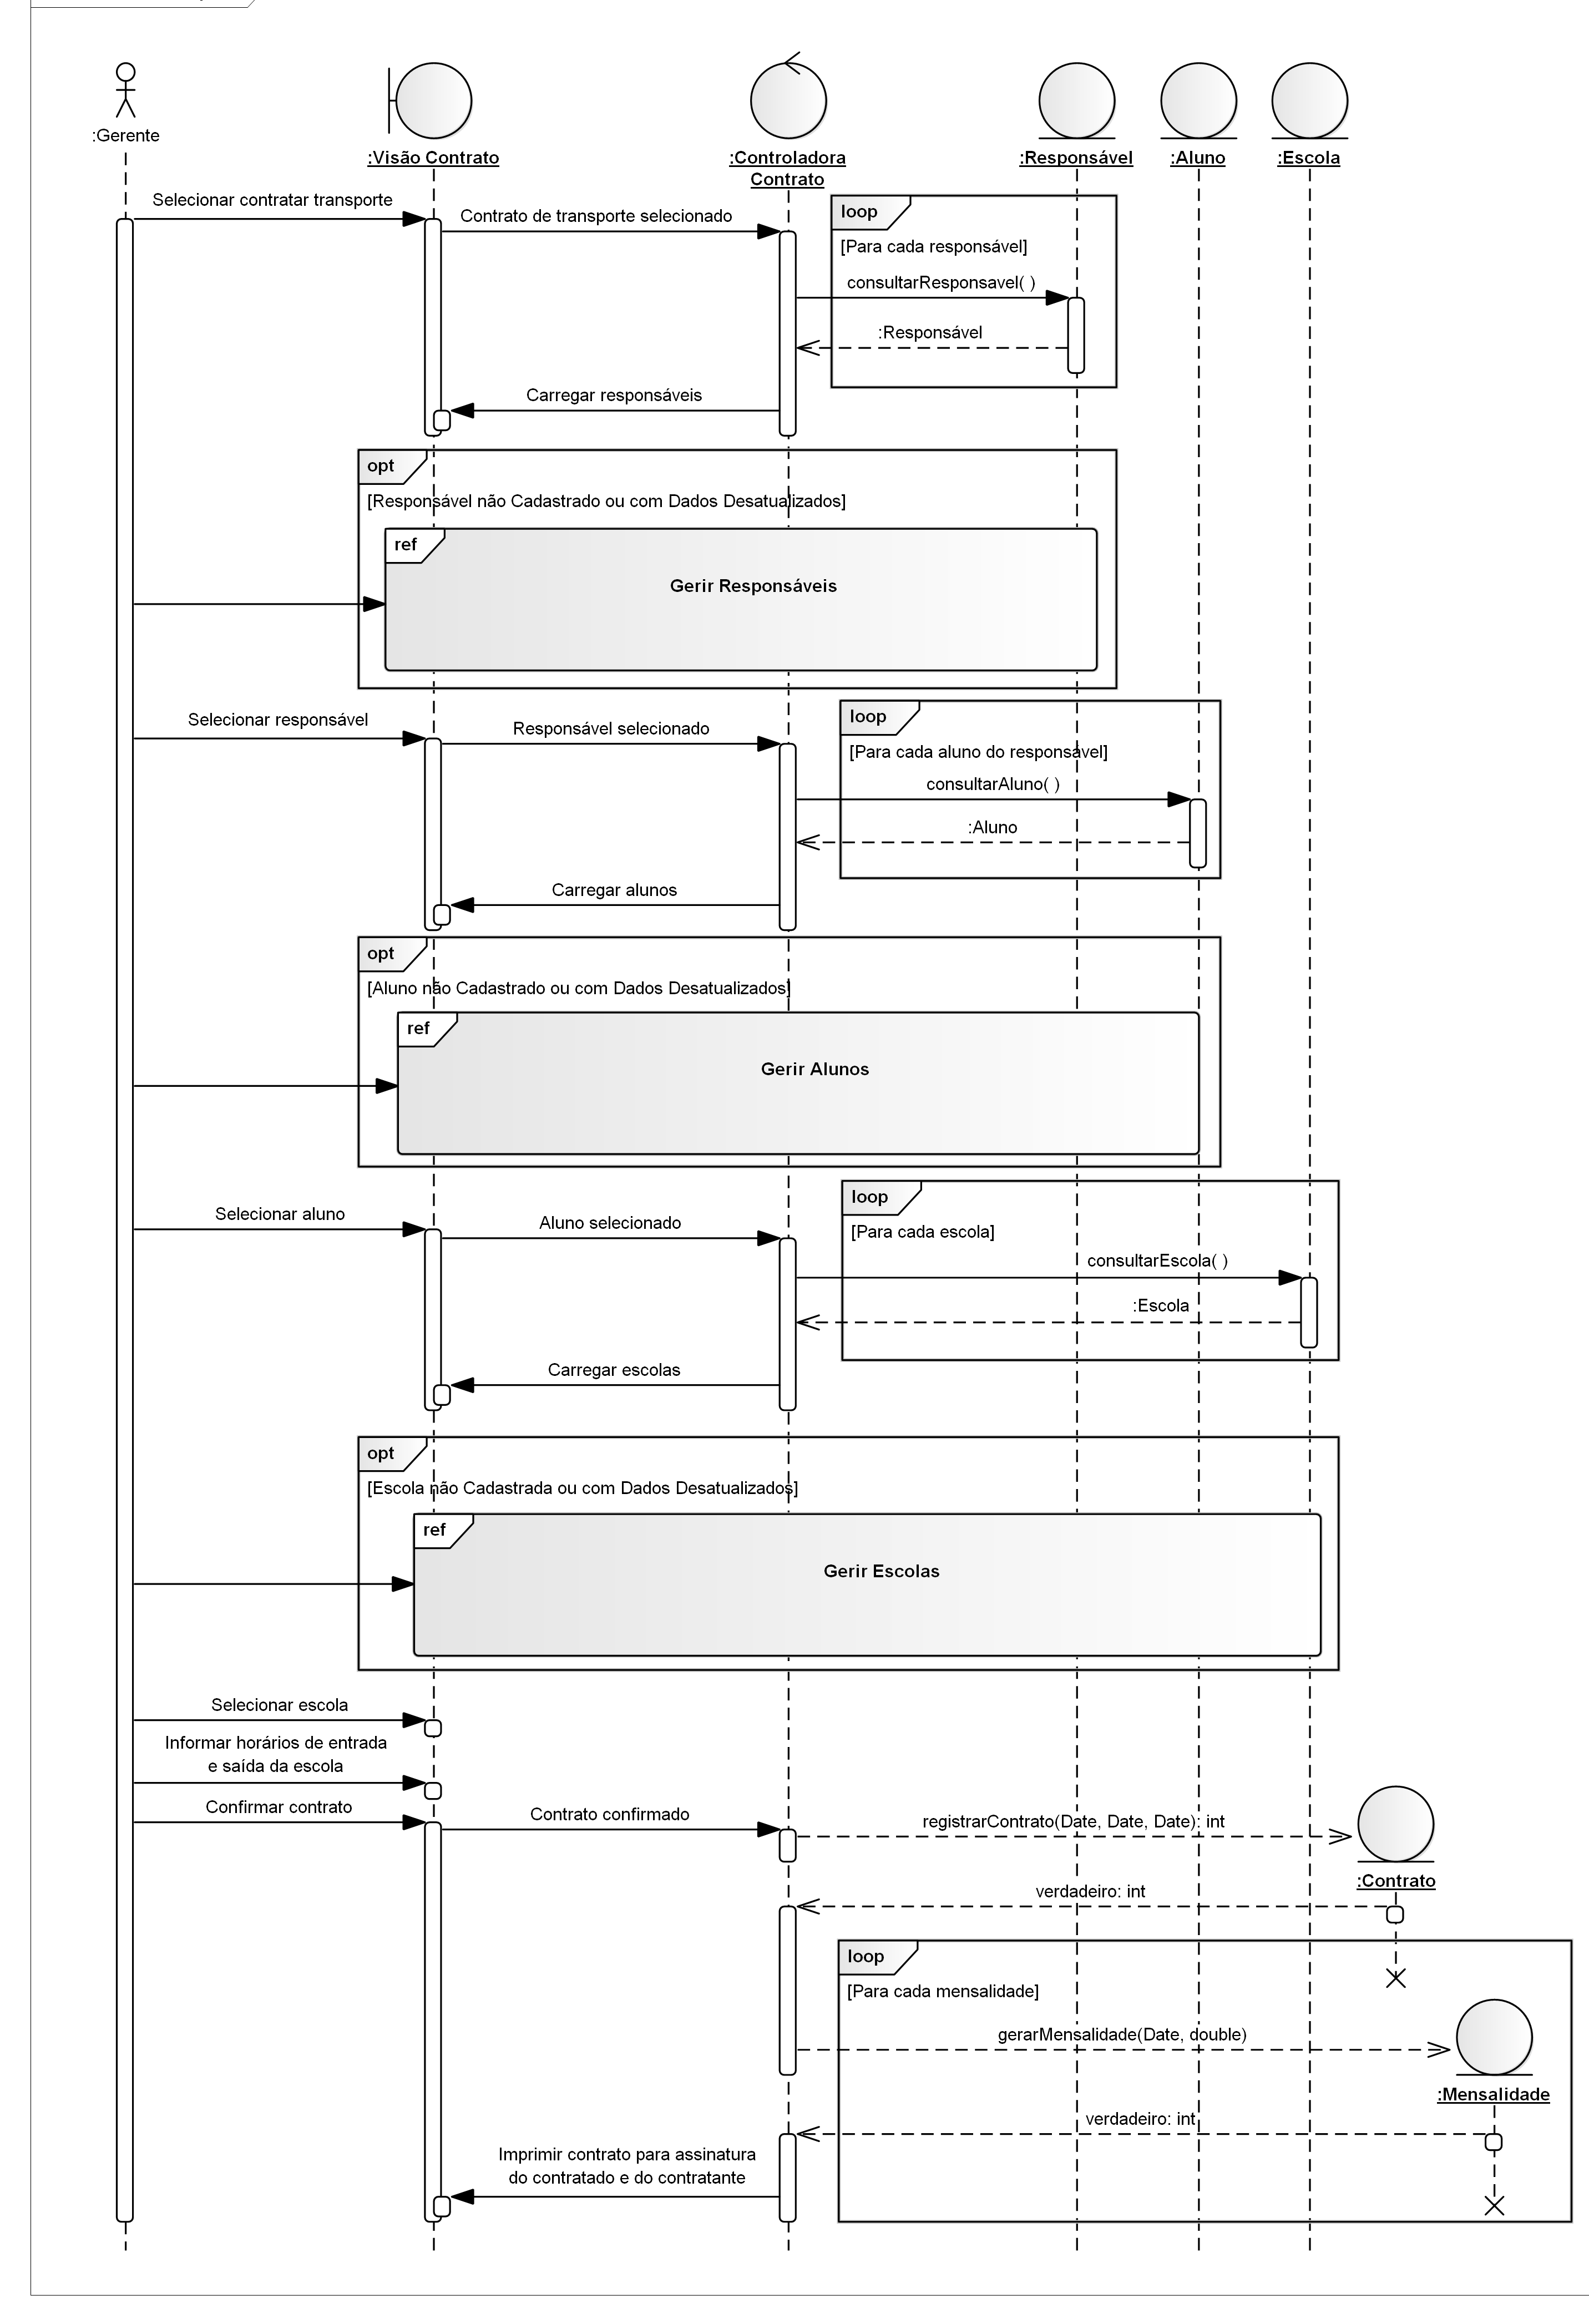 :Gerente
:Visão Contrato
:Controladora
Contrato
:Responsável
:Aluno
:Escola
Selecionar contratar transporte
Contrato de transporte selecionado
loop
[Para cada responsável]
consultarResponsavel( )
:Responsável
Carregar responsáveis
opt
[Responsável não Cadastrado ou com Dados Desatualizados]
ref
Gerir Responsáveis
Selecionar responsável
Responsável selecionado
loop
[Para cada aluno do responsável]
consultarAluno( )
:Aluno
Carregar alunos
opt
[Aluno não Cadastrado ou com Dados Desatualizados]
ref
Gerir Alunos
Selecionar aluno
Aluno selecionado
loop
[Para cada escola]
consultarEscola( )
:Escola
Carregar escolas
opt
[Escola não Cadastrada ou com Dados Desatualizados]
ref
Gerir Escolas
Selecionar escola
Informar horários de entrada
e saída da escola
Confirmar contrato
Contrato confirmado
registrarContrato(Date, Date, Date): int
:Contrato
verdadeiro: int
loop
[Para cada mensalidade]
gerarMensalidade(Date, double)
:Mensalidade
verdadeiro: int
Imprimir contrato para assinatura
do contratado e do contratante